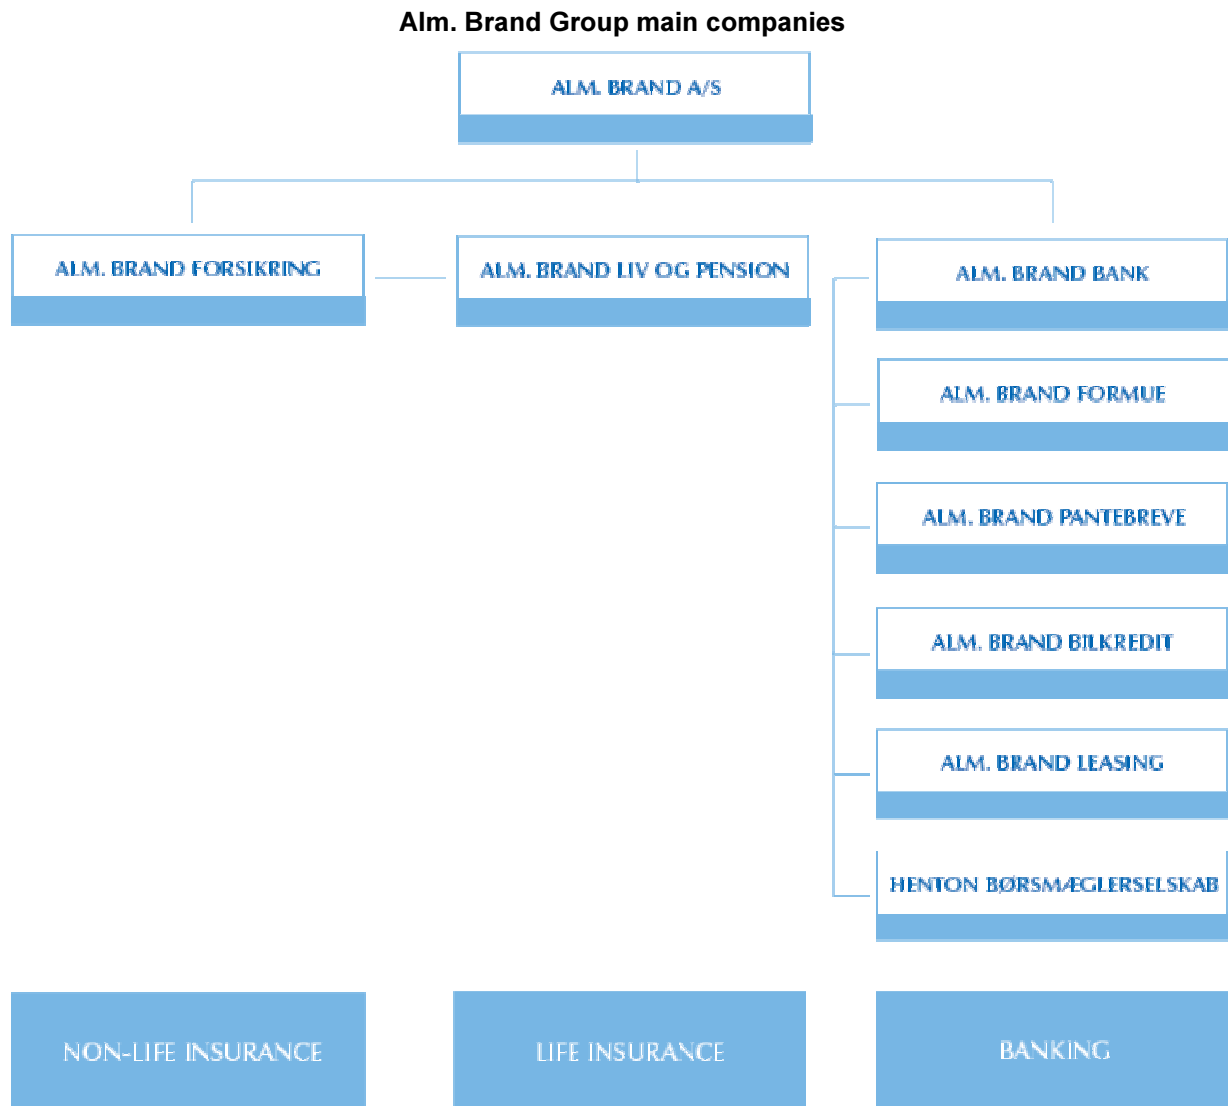 Alm. Brand Group main companies
ALM. BRAND A/S
ALM. BRAND FORSIKRING
ALM. BRAND LIV OG PENSION
ALM. BRAND BANK
ALM. BRAND FORMUE
ALM. BRAND PANTEBREVE
ALM. BRAND BILKREDIT
ALM. BRAND LEASING
HENTON BØRSMÆGLERSELSKAB
NON-LIFE INSURANCE
LIFE INSURANCE
BANKING